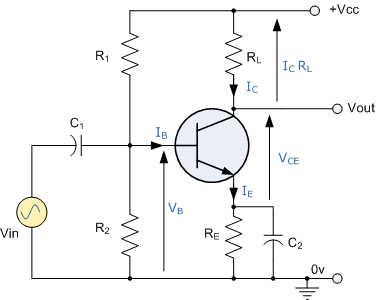 +Vcc
R1
RL
IC RL
IC
Vout
C1
IB
VCE
VB
IE
Vin
R2
RE
C2
0v